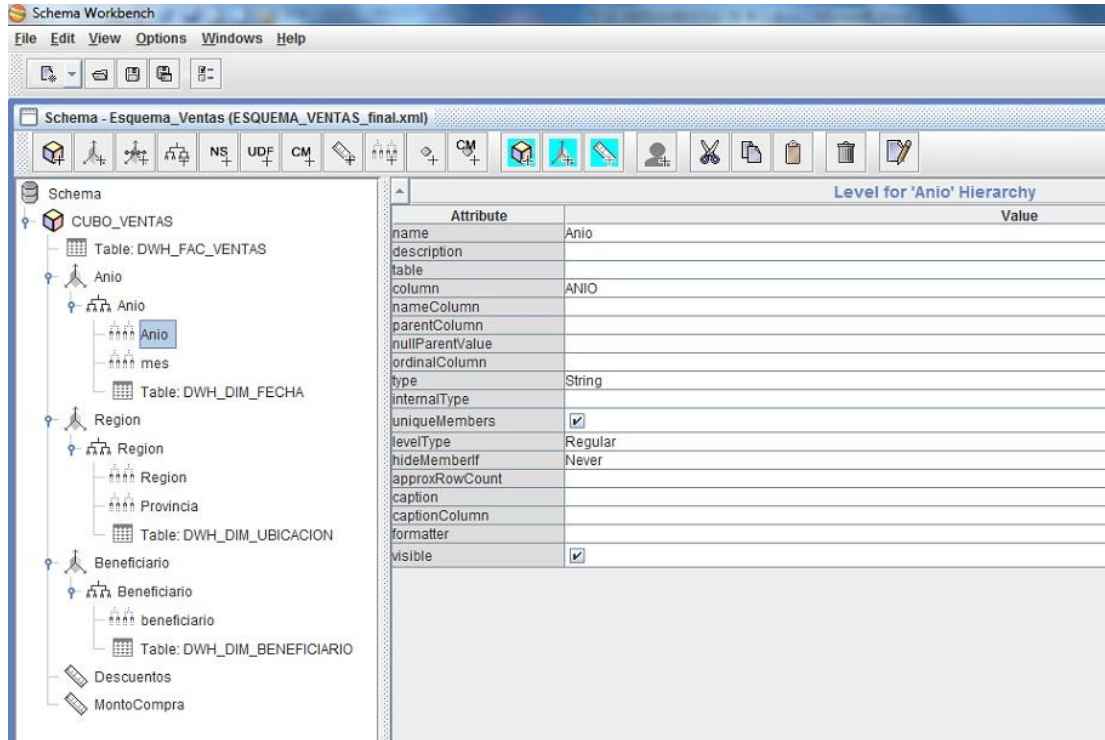 Schema Workbench
File Edit View Options Windows Help
Schema - Esquema_Ventas (ESQUEMA_VENTAS_final.xml)
NS UDF CM CM
Schema
CUBO_VENTAS
Table: DWH_FAC_VENTAS
Anio
Anio
Anio
mes
Table: DWH_DIM_FECHA
Region
Region
Region
Provincia
Table: DWH_DIM_UBICACION
Beneficiario
Beneficiario
beneficiario
Table: DWH_DIM_BENEFICIARIO
Descuentos
MontoCompra
Level for 'Anio' Hierarchy
Attribute Value
name Anio
description
table
column ANIO
nameColumn
parentColumn
nullParentValue
ordinalColumn
type String
internalType
uniqueMembers
levelType Regular
hideMemberIf Never
approxRowCount
caption
captionColumn
formatter
visible